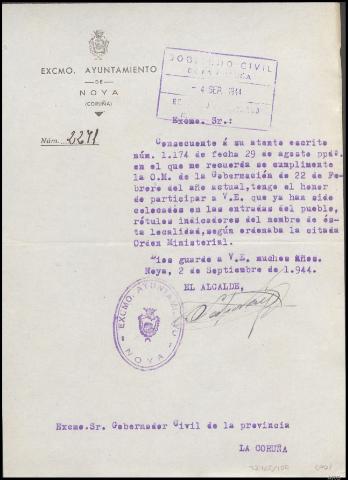 EXCMO. AYUNTAMIENTO
DE
NOYA
(CORUÑA)
Núm. 2271
GOBIERNO CIVIL
4 SEP. 1944
Excmo. Sr.:
Consecuente á su atento escrito
núm. 1.174 de fecha 29 de agosto ppdo.
en el que me recuerda se cumplimente
la O.M. de la Gobernación de 22 de Fe-
brero del año actual, tengo el honor
de participar a V.E. que ya han sido
colocados en las entradas del pueblo,
rótulos indicadores del nombre de és-
ta localidad, según ordenaba la citada
Orden Ministerial.
Dios guarde a V.E. muchos años.
Noya, 2 de Septiembre de 1.944.
EL ALCALDE,
EXCMO. AYUNTAMIENTO
NOYA
Excmo. Sr. Gobernador Civil de la provincia
LA CORUÑA